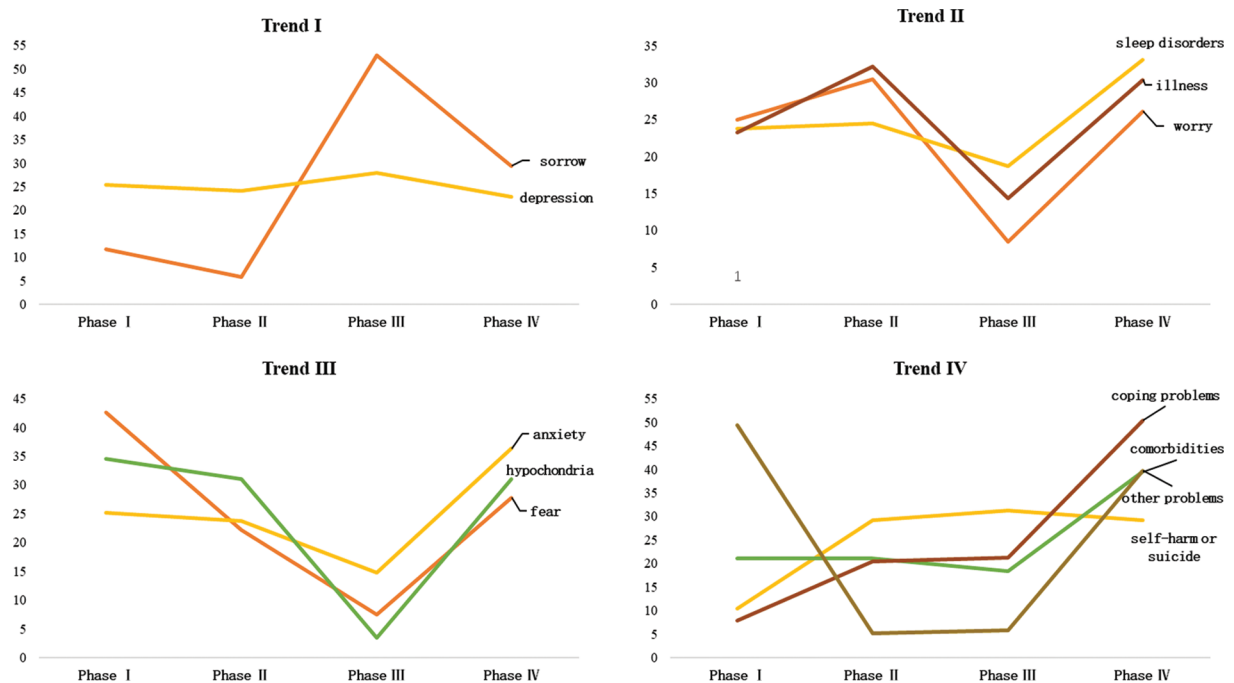 Trend I
55
50
45
40
35
30
25
20
15
10
5
0
sorrow
depression
Phase Ⅰ Phase Ⅱ Phase Ⅲ Phase Ⅳ
Trend II
35
30
25
20
15
10
5
0
sleep disorders
illness
worry
1
Phase Ⅰ Phase Ⅱ Phase Ⅲ Phase Ⅳ
Trend III
45
40
35
30
25
20
15
10
5
0
anxiety
hypochondria
fear
Phase Ⅰ Phase Ⅱ Phase Ⅲ Phase Ⅳ
Trend IV
55
50
45
40
35
30
25
20
15
10
5
0
coping problems
comorbidities
other problems
self-harm or
suicide
Phase Ⅰ Phase Ⅱ Phase Ⅲ Phase Ⅳ